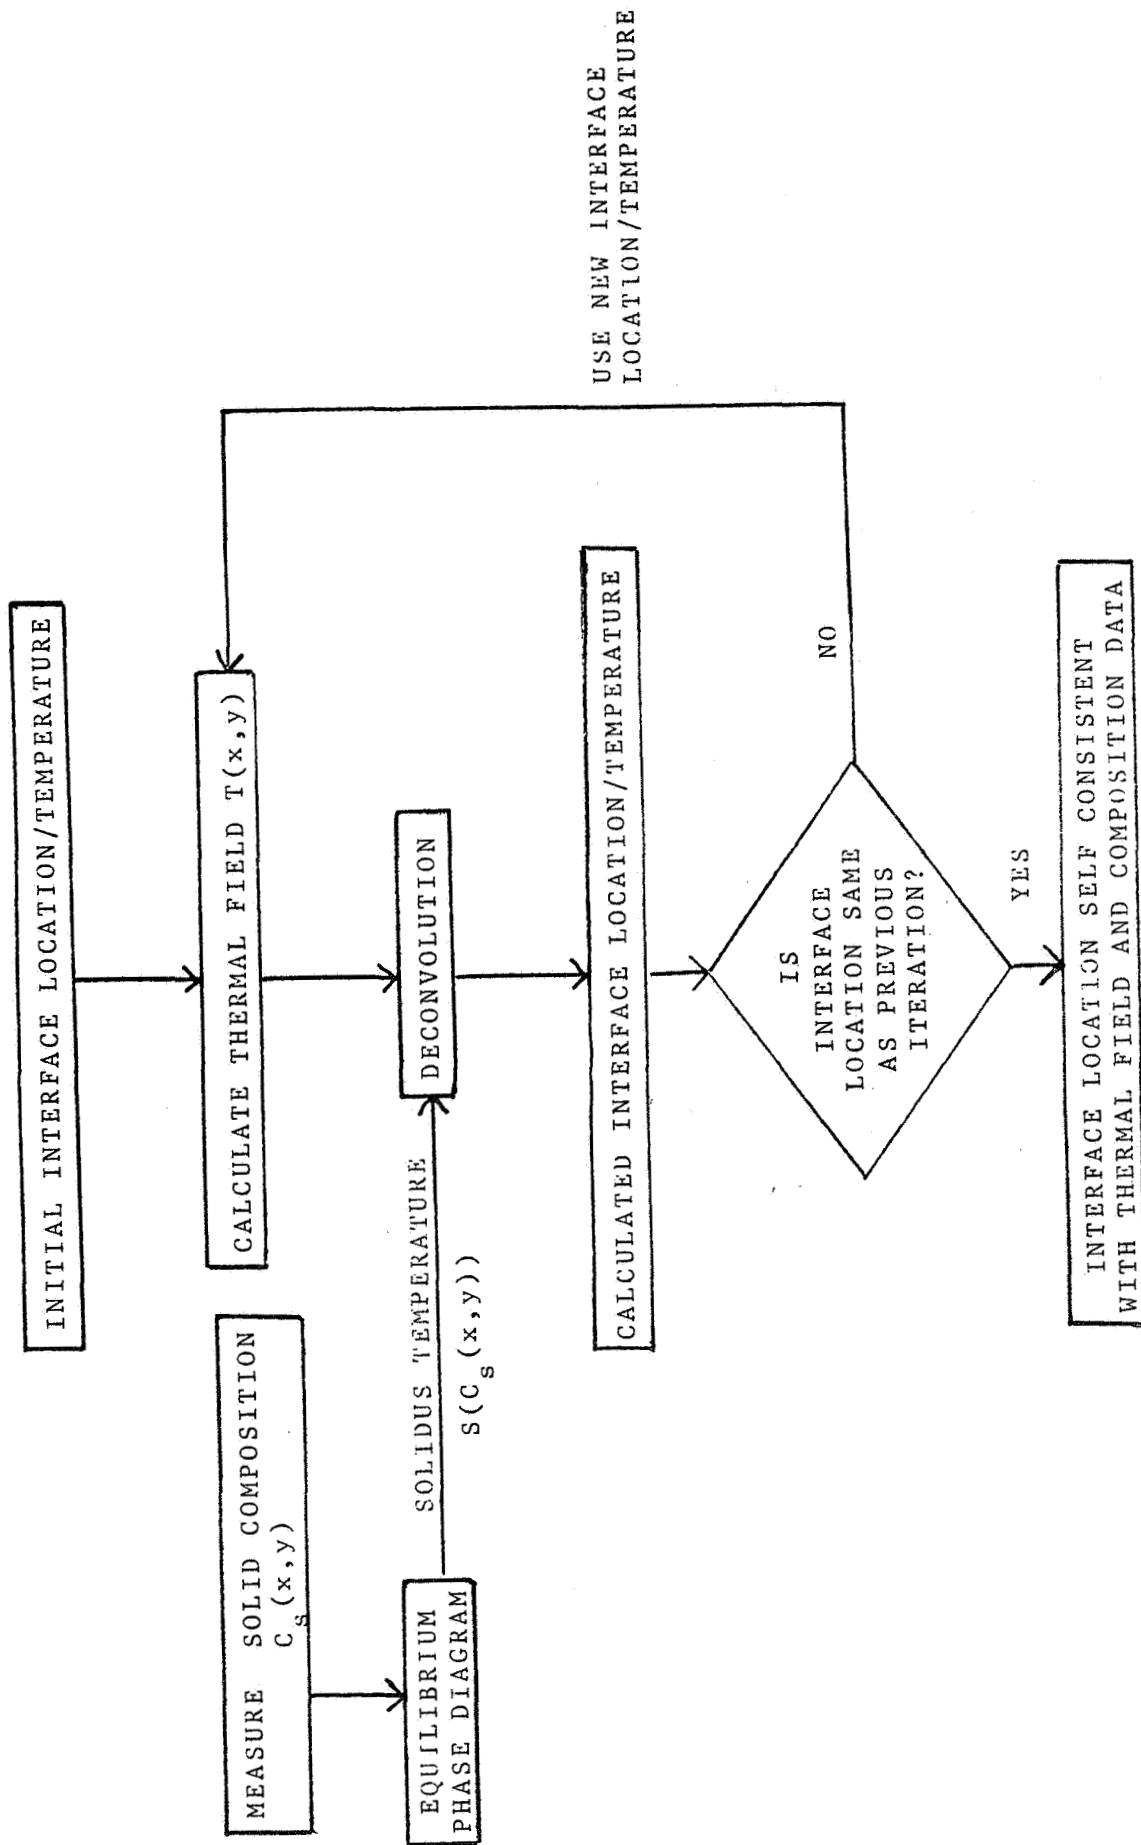 INITIAL INTERFACE LOCATION/TEMPERATURE
MEASURE SOLID COMPOSITION
C_s(x,y)
CALCULATE THERMAL FIELD T(x,y)
EQUILIBRIUM
PHASE DIAGRAM
SOLIDUS TEMPERATURE
S(C_s(x,y))
DECONVOLUTION
CALCULATED INTERFACE LOCATION/TEMPERATURE
USE NEW INTERFACE
LOCATION/TEMPERATURE
IS
INTERFACE
LOCATION SAME
AS PREVIOUS
ITERATION?
NO
YES
INTERFACE LOCATION SELF CONSISTENT
WITH THERMAL FIELD AND COMPOSITION DATA